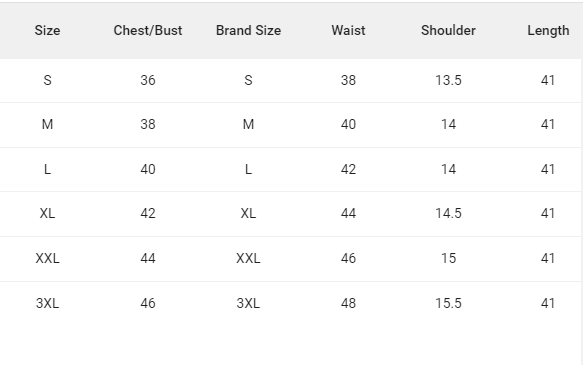 Size Chest/Bust Brand Size Waist Shoulder Length
S 36 S 38 13.5 41
M 38 M 40 14 41
L 40 L 42 14 41
XL 42 XL 44 14.5 41
XXL 44 XXL 46 15 41
3XL 46 3XL 48 15.5 41